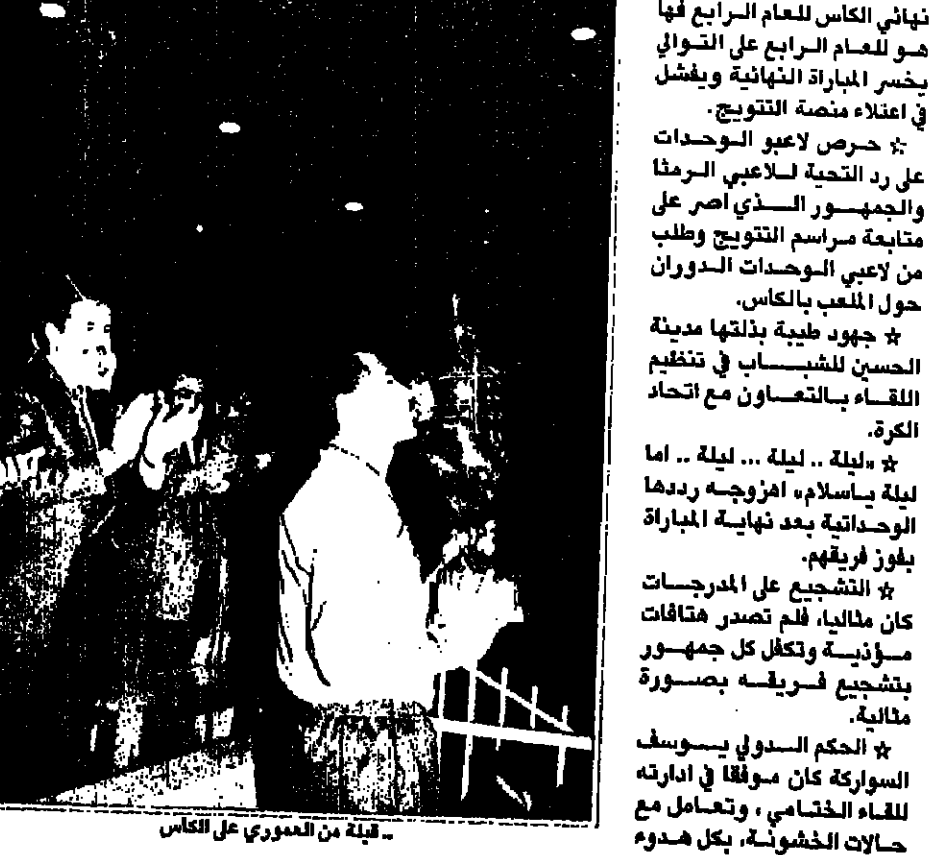 نهائي الكاس للعام الرابع فها
هو للعام الرابع على التوالي
يخسر المباراة النهائية ويفشل
في اعتلاء منصة التتويج.
☆ حرص لاعبو الوحدات
على رد التحية للاعبي الرمثا
والجمهور الذي اصر على
متابعة مراسم التتويج وطلب
من لاعبي الوحدات الدوران
حول الملعب بالكاس.
☆ جهود طيبة بذلتها مدينة
الحسين للشباب في تنظيم
اللقاء بالتعاون مع اتحاد
الكرة.
☆ «ليلة .. ليلة ... ليلة .. اما
ليلة ياسلام» اهزوجه رددها
الوحداتية بعد نهاية المباراة
بفوز فريقهم.
☆ التشجيع على المدرجات
كان مثاليا، فلم تصدر هتافات
مؤذية وتكفل كل جمهور
بتشجيع فريقه بصورة
مثالية.
☆ الحكم الدولي يوسف
السواركة كان موفقا في ادارته
للقاء الختامي ، وتعامل مع
حالات الخشونة، بكل هدوء
.. قبلة من العموري على الكاس